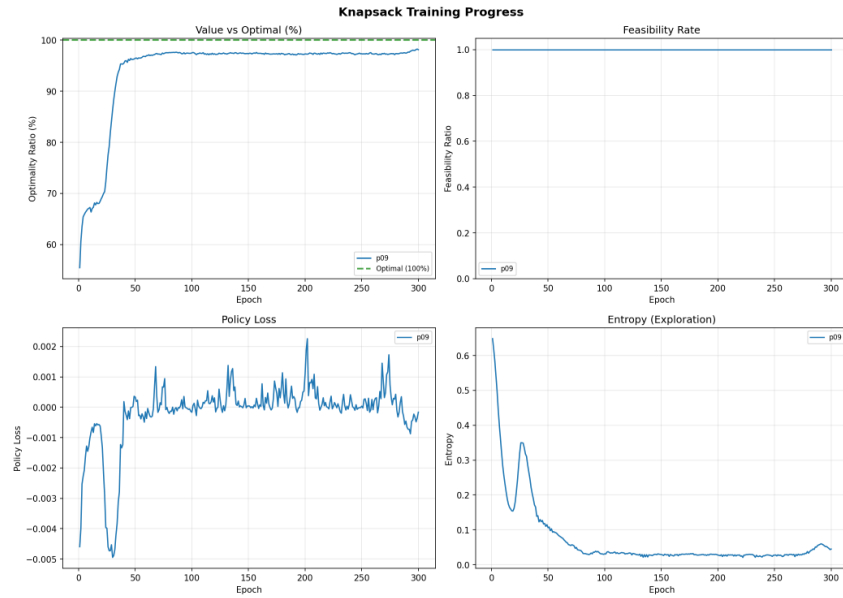 Knapsack Training Progress
Value vs Optimal (%)
Optimality Ratio (%)
100
90
80
70
60
p09
Optimal (100%)
0 50 100 150 200 250 300
Epoch
Feasibility Rate
Feasibility Ratio
1.0
0.8
0.6
0.4
0.2
0.0
p09
0 50 100 150 200 250 300
Epoch
Policy Loss
Policy Loss
0.002
0.001
0.000
−0.001
−0.002
−0.003
−0.004
−0.005
p09
0 50 100 150 200 250 300
Epoch
Entropy (Exploration)
Entropy
0.6
0.5
0.4
0.3
0.2
0.1
0.0
p09
0 50 100 150 200 250 300
Epoch